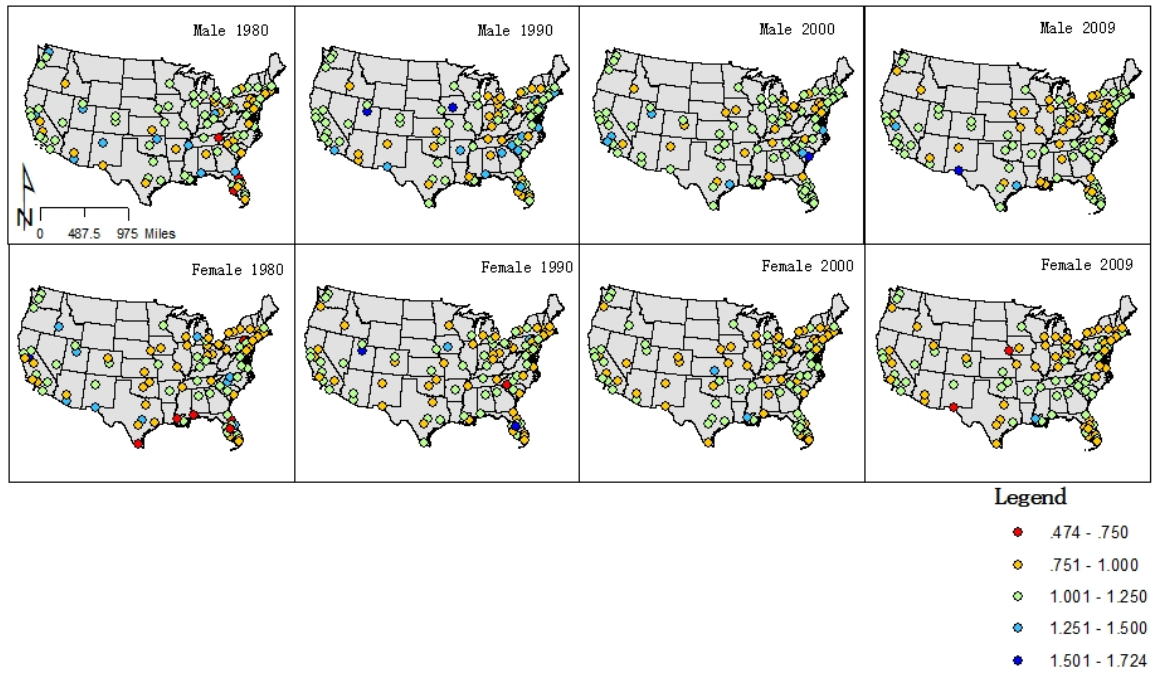 Male 1980
Male 1990
Male 2000
Male 2009
N
0 487.5 975 Miles
Female 1980
Female 1990
Female 2000
Female 2009
Legend
.474 - .750
.751 - 1.000
1.001 - 1.250
1.251 - 1.500
1.501 - 1.724